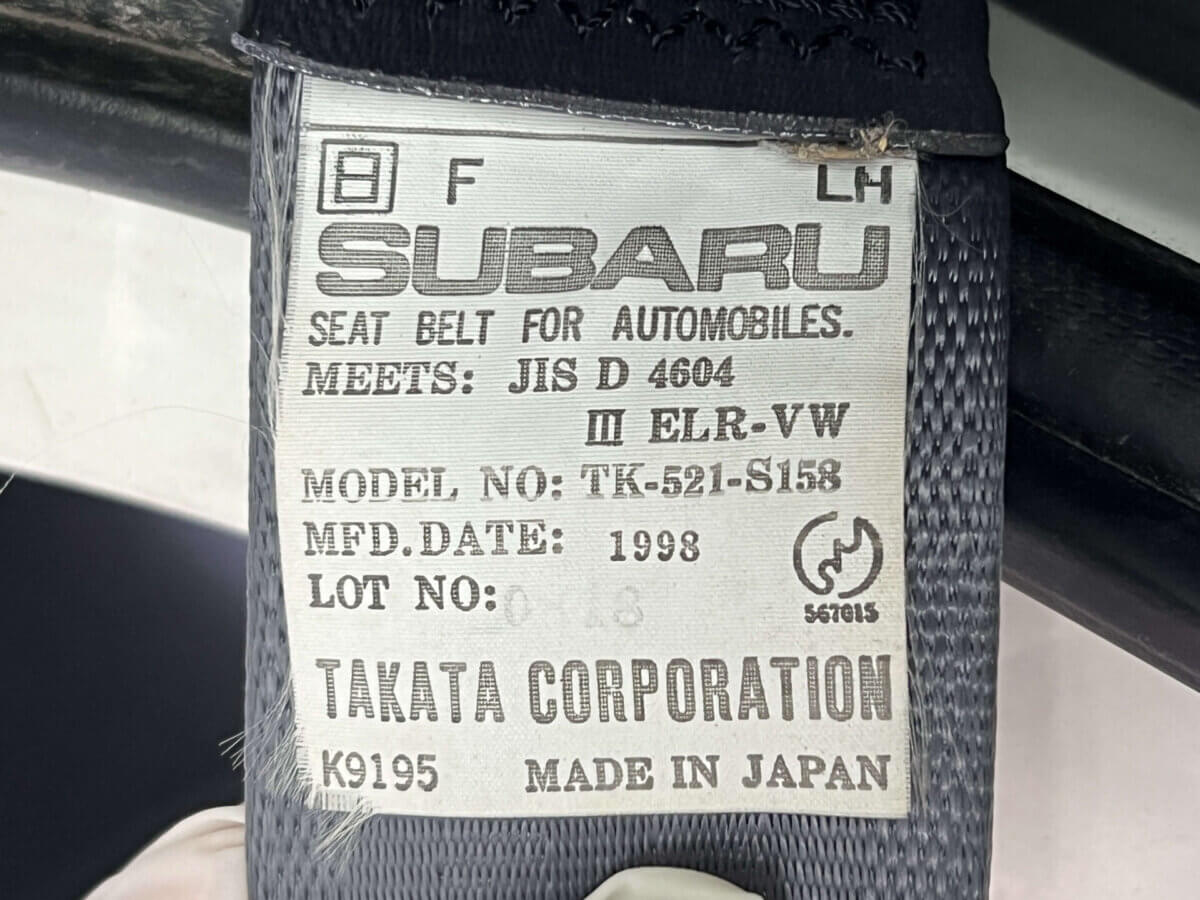 日 F LH
SUBARU
SEAT BELT FOR AUTOMOBILES.
MEETS: JIS D 4604
III ELR-VW
MODEL NO: TK-521-S158
MFD.DATE: 1998
LOT NO:
567015
TAKATA CORPORATION
K9195 MADE IN JAPAN